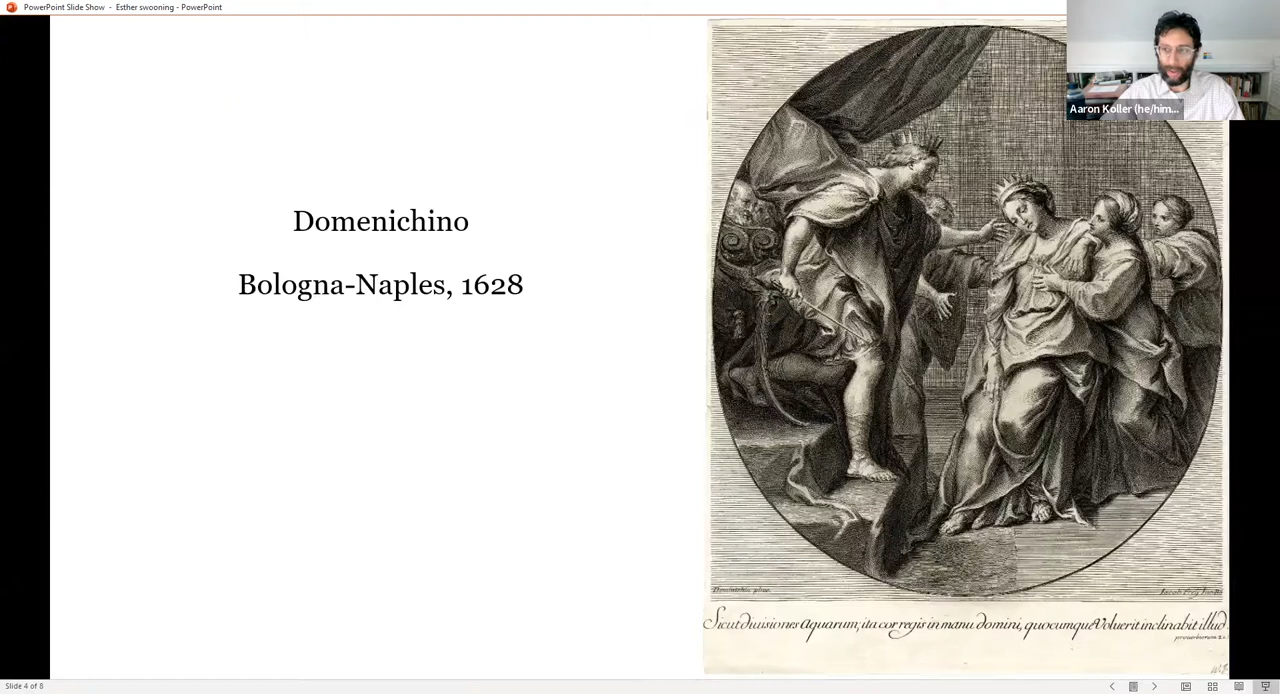 PowerPoint Slide Show - Esther swooning - PowerPoint
Aaron Koller (he/him...
Domenichino
Bologna-Naples, 1628
Sicut divisiones Aquarum, ita cor regis in manu domini, quocumque Voluerit inclinabit illud.
Slide 4 of 8